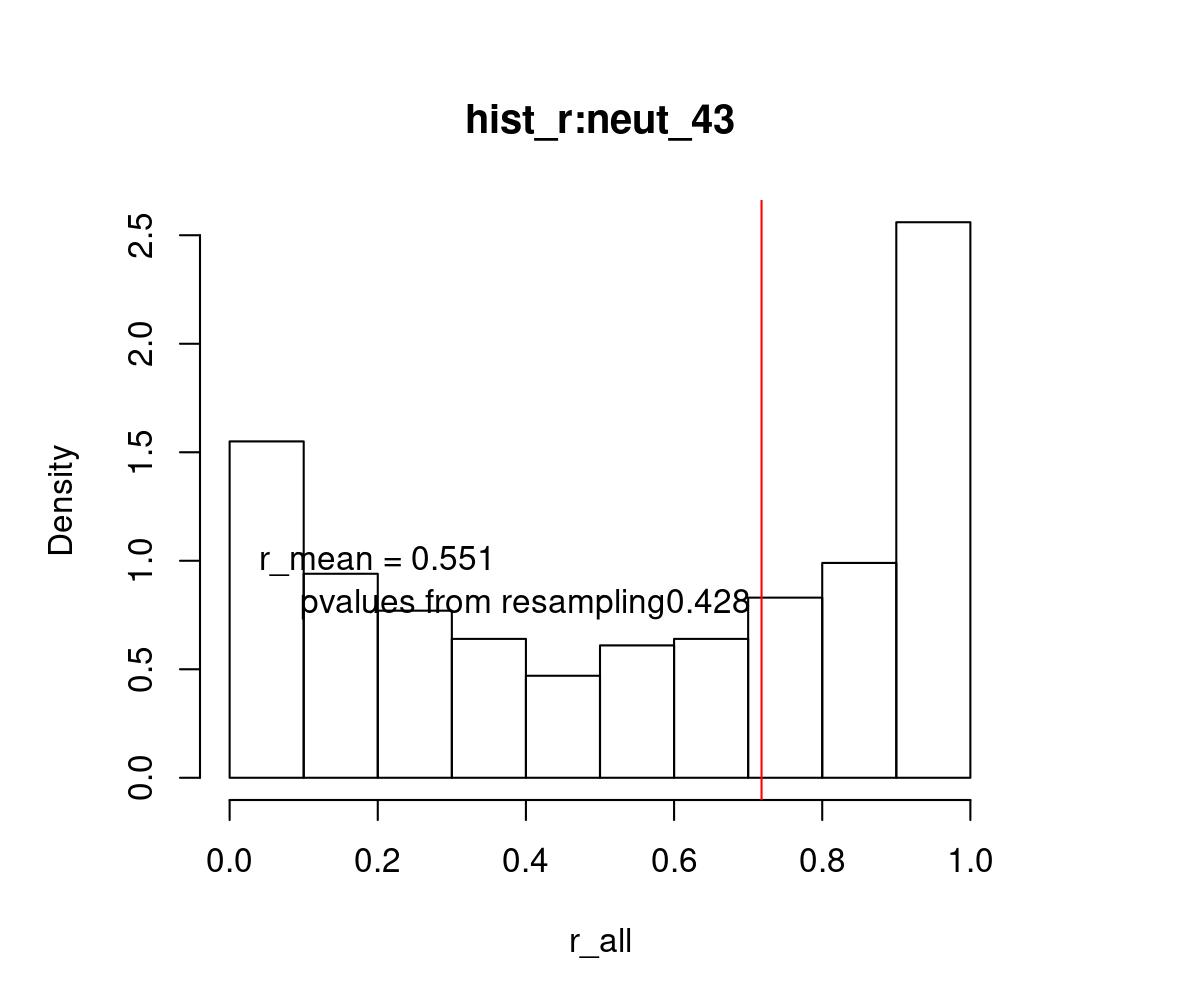 hist_r:neut_43
Density
2.5
2.0
1.5
1.0
0.5
0.0
r_mean = 0.551
pvalues from resampling0.428
0.0 0.2 0.4 0.6 0.8 1.0
r_all